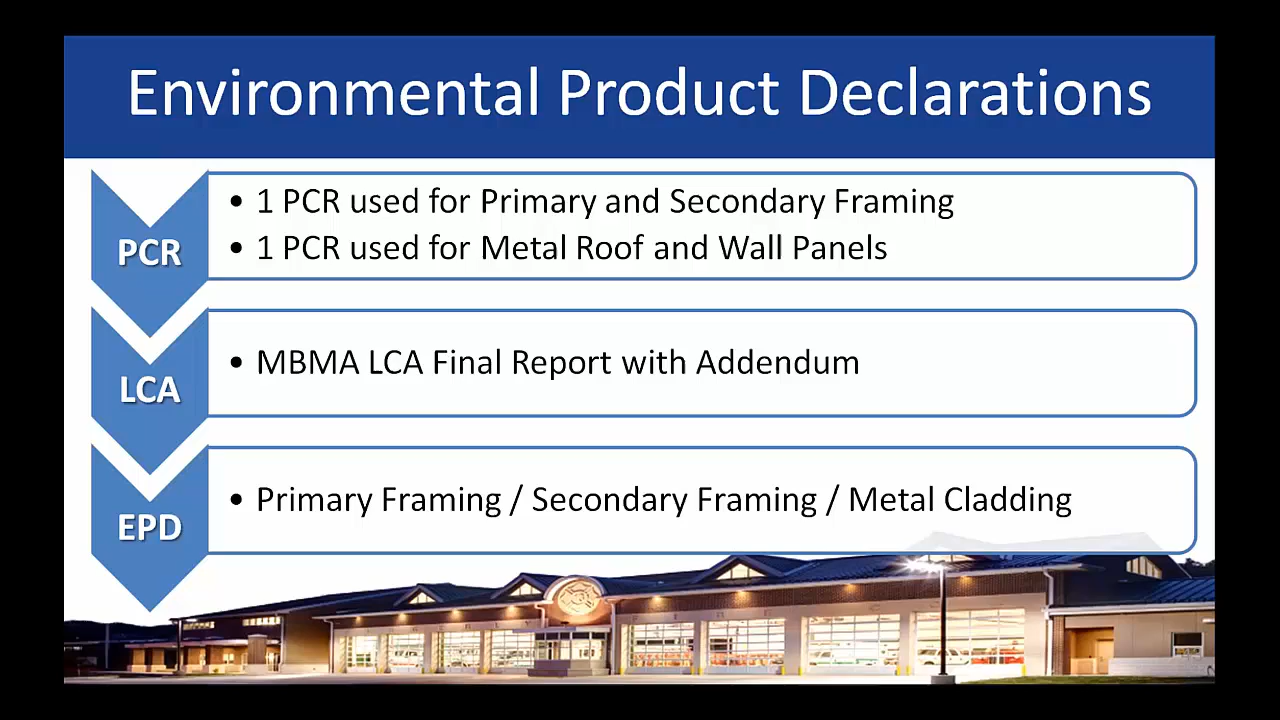 Environmental Product Declarations
PCR
• 1 PCR used for Primary and Secondary Framing
• 1 PCR used for Metal Roof and Wall Panels
LCA
• MBMA LCA Final Report with Addendum
EPD
• Primary Framing / Secondary Framing / Metal Cladding